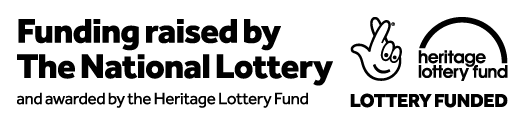 Funding raised by
The National Lottery
and awarded by the Heritage Lottery Fund
heritage
lottery fund
LOTTERY FUNDED